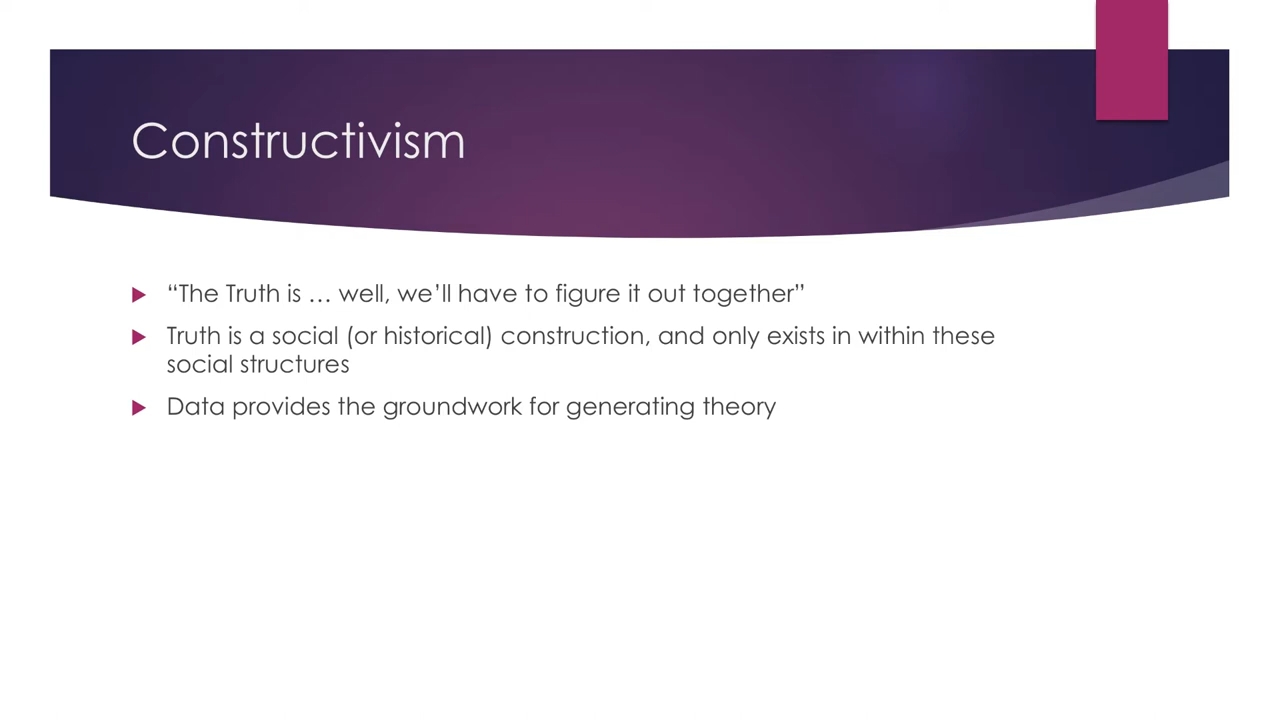 Constructivism
“The Truth is … well, we’ll have to figure it out together”
Truth is a social (or historical) construction, and only exists in within these
social structures
Data provides the groundwork for generating theory